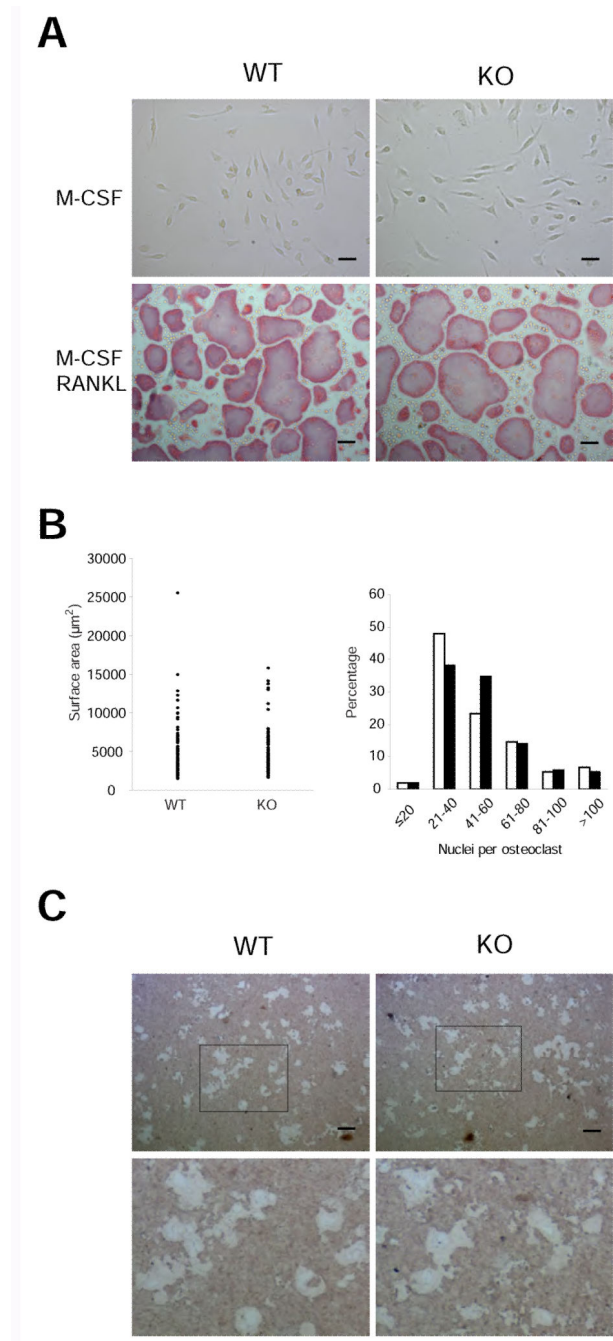 A
WT KO
M-CSF
M-CSF
RANKL
B
30000
25000
20000
15000
10000
5000
0
Surface area (µm²)
WT KO
60
50
40
30
20
10
0
Percentage
≤20 21-40 41-60 61-80 81-100 >100
Nuclei per osteoclast
C
WT KO